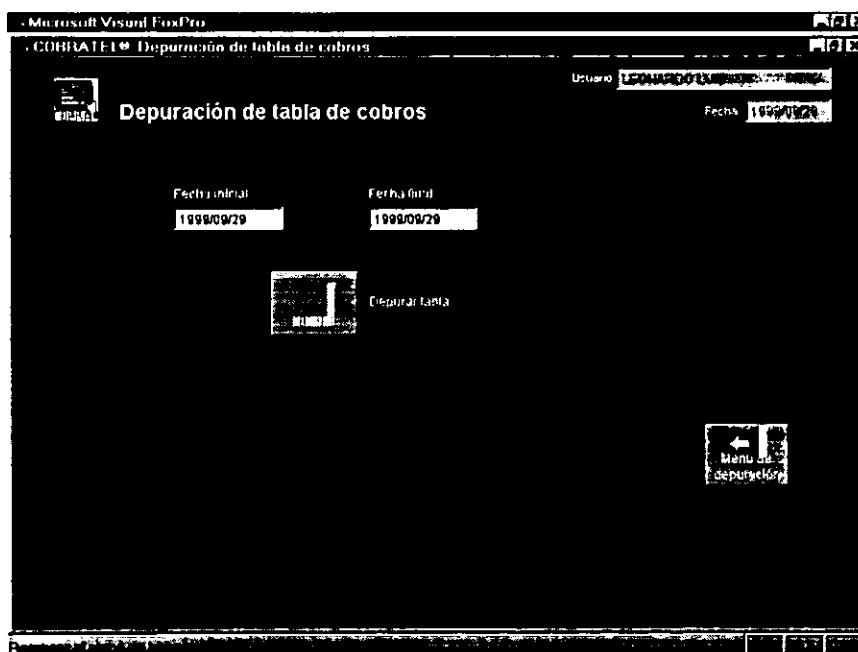 Microsoft Visual FoxPro
COBRATEL® Depuración de tabla de cobros
Usuario
Depuración de tabla de cobros
Fecha
Fecha inicial
Fecha final
1999/09/29
1999/09/29
Depurar tabla
Menú de
depuración